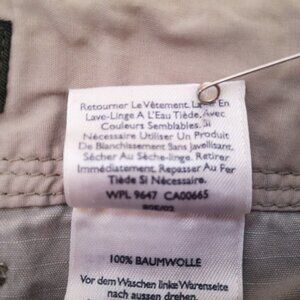 Retourner Le Vêtement. Laver En
Lave-Linge A L'Eau Tiède, Avec
Couleurs Semblables. Si
Nécessaire Utiliser Un Produit
De Blanchissement Sans Javellisant.
Sécher Au Sèche-linge. Retirer
Immédiatement. Repasser Au Fer
Tiède Si Nécessaire.
WPL 9647 CA00665
100% BAUMWOLLE
Vor dem Waschen linke Warenseite
nach aussen drehen.